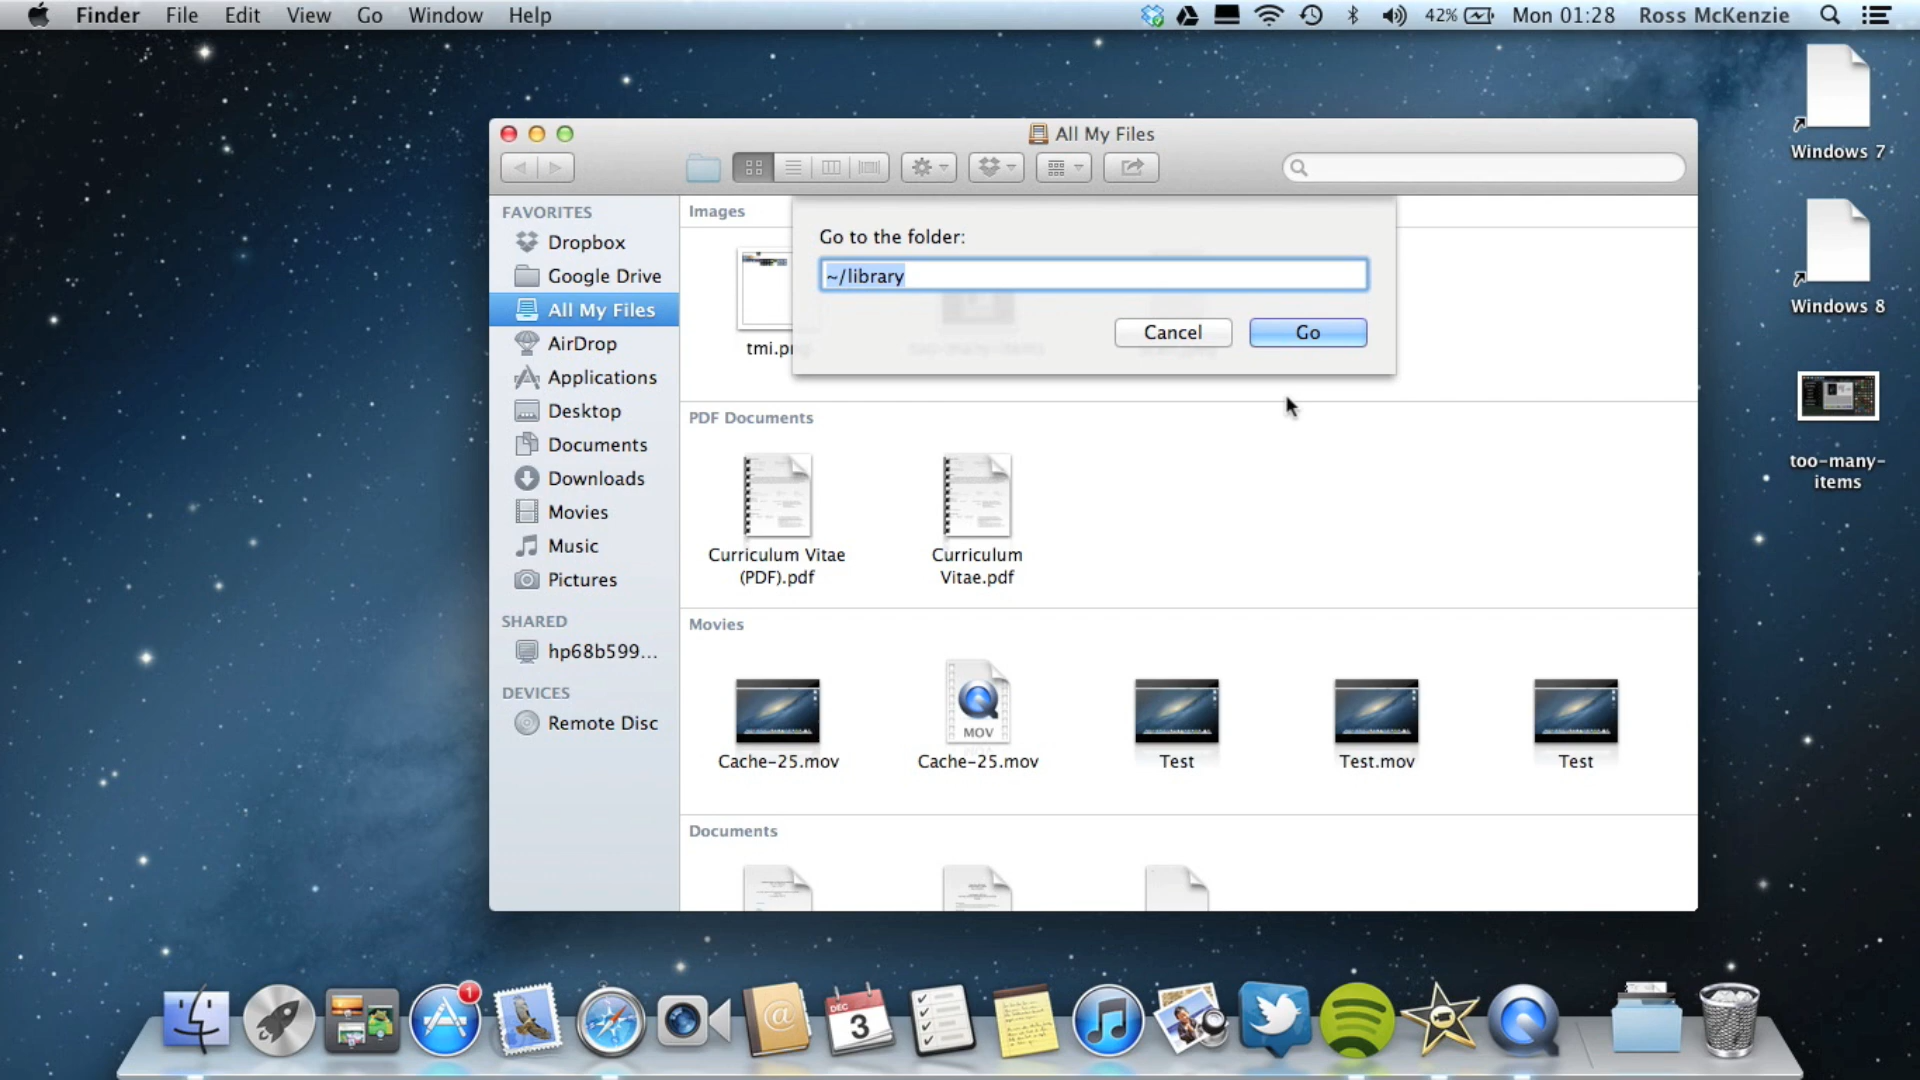 Finder File Edit View Go Window Help
42% Mon 01:28 Ross McKenzie
All My Files
FAVORITES
Dropbox
Google Drive
All My Files
AirDrop
Applications
Desktop
Documents
Downloads
Movies
Music
Pictures
SHARED
hp68b599...
DEVICES
Remote Disc
Images
tmi.pn
Go to the folder:
~/library
Cancel
Go
PDF Documents
Curriculum Vitae
(PDF).pdf
Curriculum
Vitae.pdf
Movies
Cache-25.mov
MOV
Cache-25.mov
Test
Test.mov
Test
Documents
Windows 7
Windows 8
too-many-
items
1
DEC
3